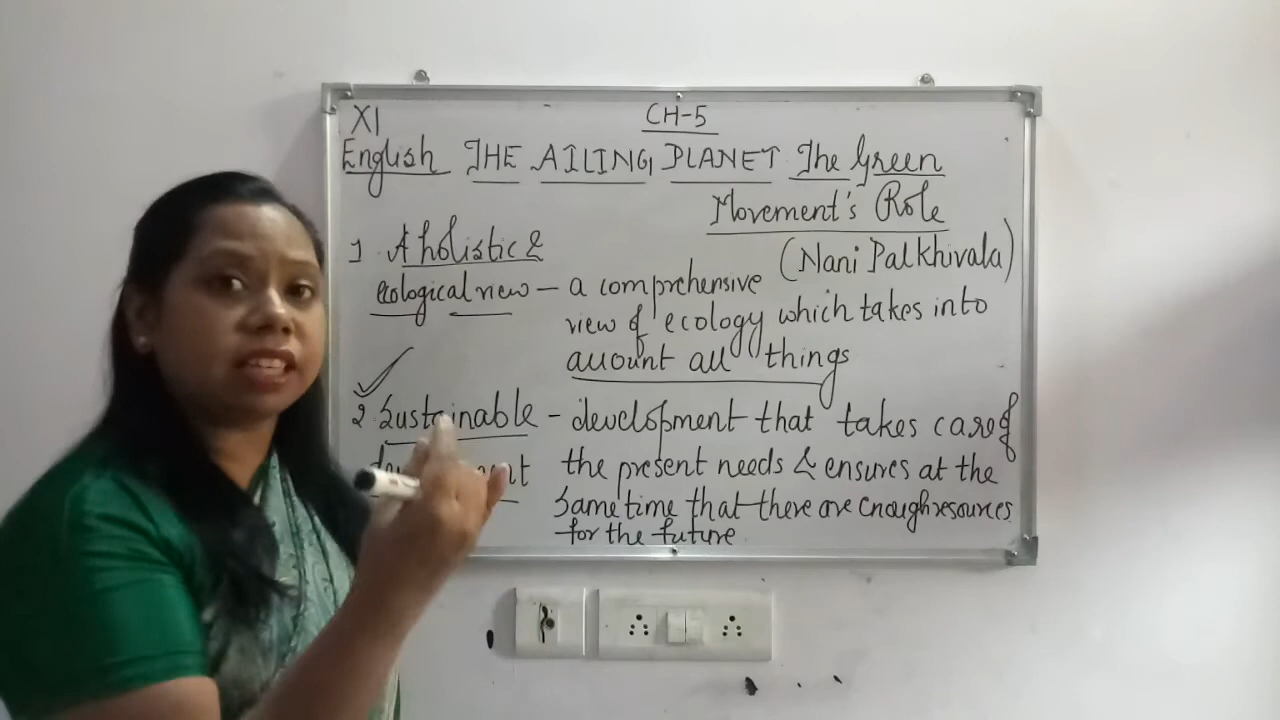 XI
CH-5
English THE AILING PLANET The Green
Movement's Role
(Nani Palkhivala)
1 A holistic &
ecological view – a comprehensive
view of ecology which takes into
account all things
2 Sustainable – development that takes care of
the present needs & ensures at the
same time that there are enough resources
for the future